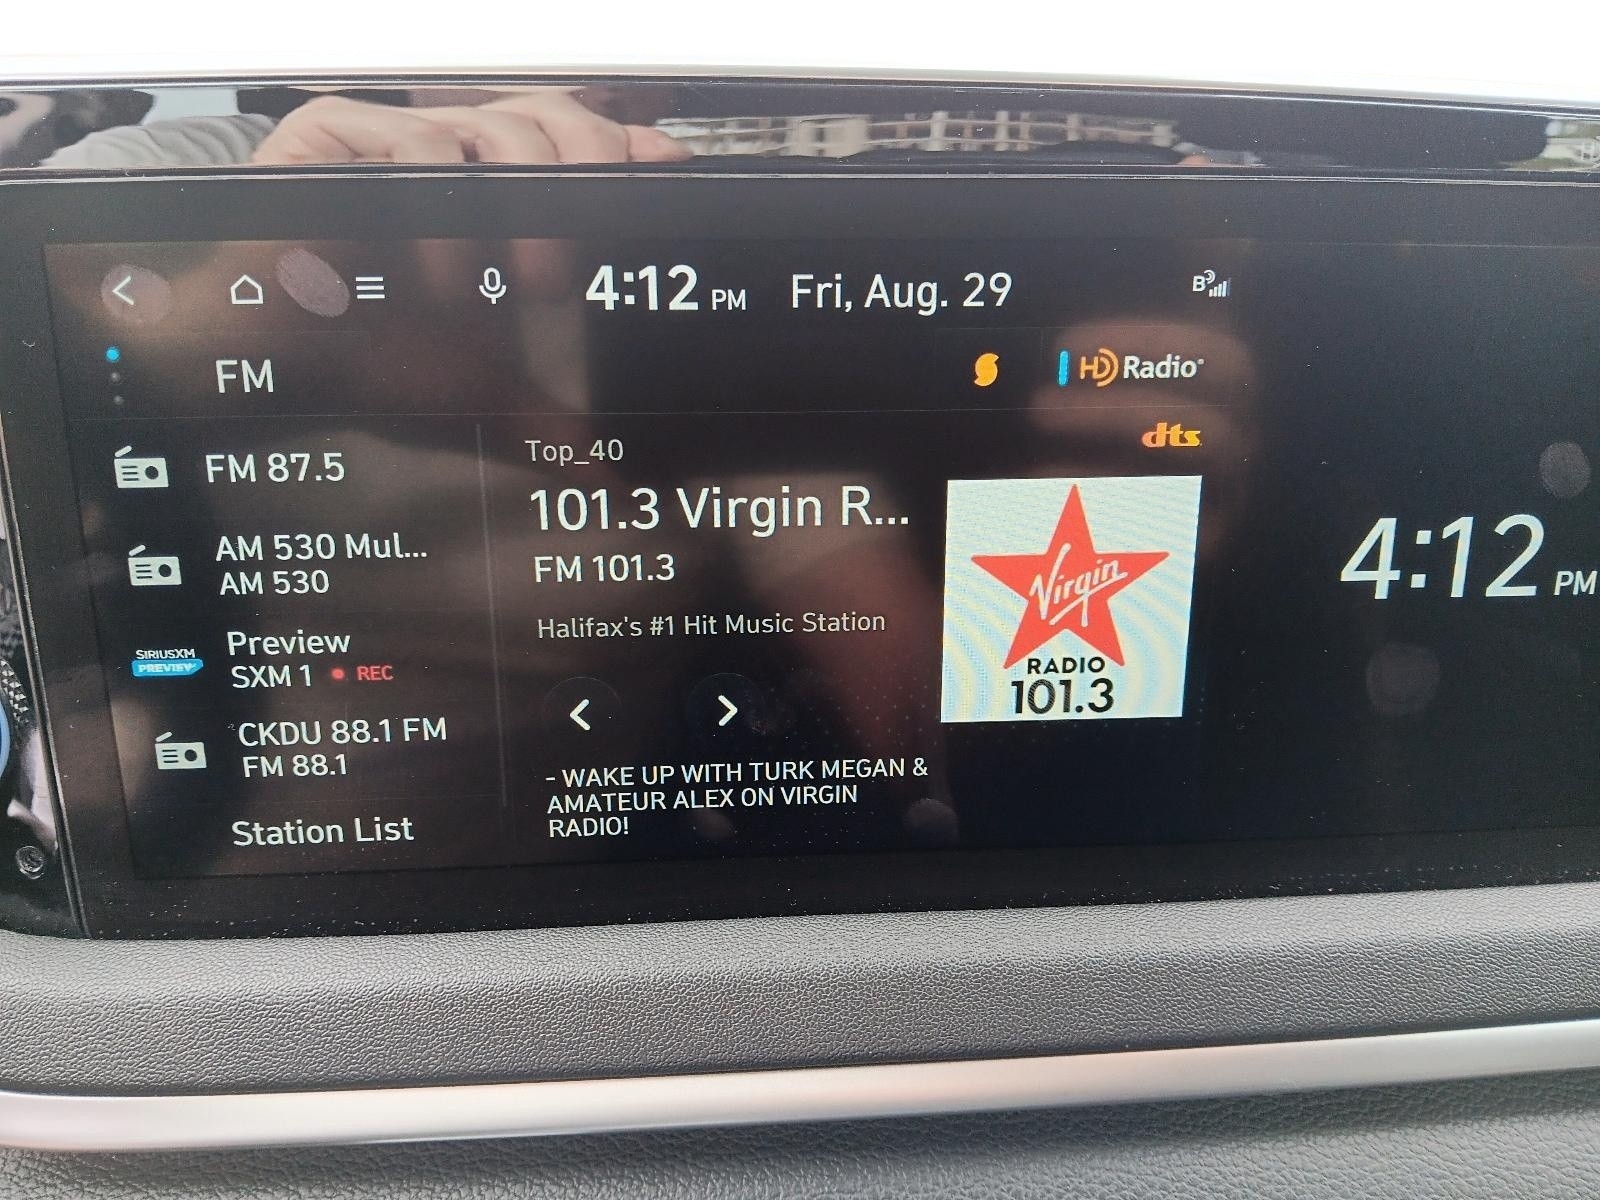 4:12 PM Fri, Aug. 29 B
FM
HD Radio
dts
FM 87.5
AM 530 Mul...
AM 530
SIRIUSXM
PREVIEW
Preview
SXM 1 REC
CKDU 88.1 FM
FM 88.1
Station List
Top_40
101.3 Virgin R...
FM 101.3
Halifax's #1 Hit Music Station
- WAKE UP WITH TURK MEGAN &
AMATEUR ALEX ON VIRGIN
RADIO!
Virgin
RADIO
101.3
4:12 PM